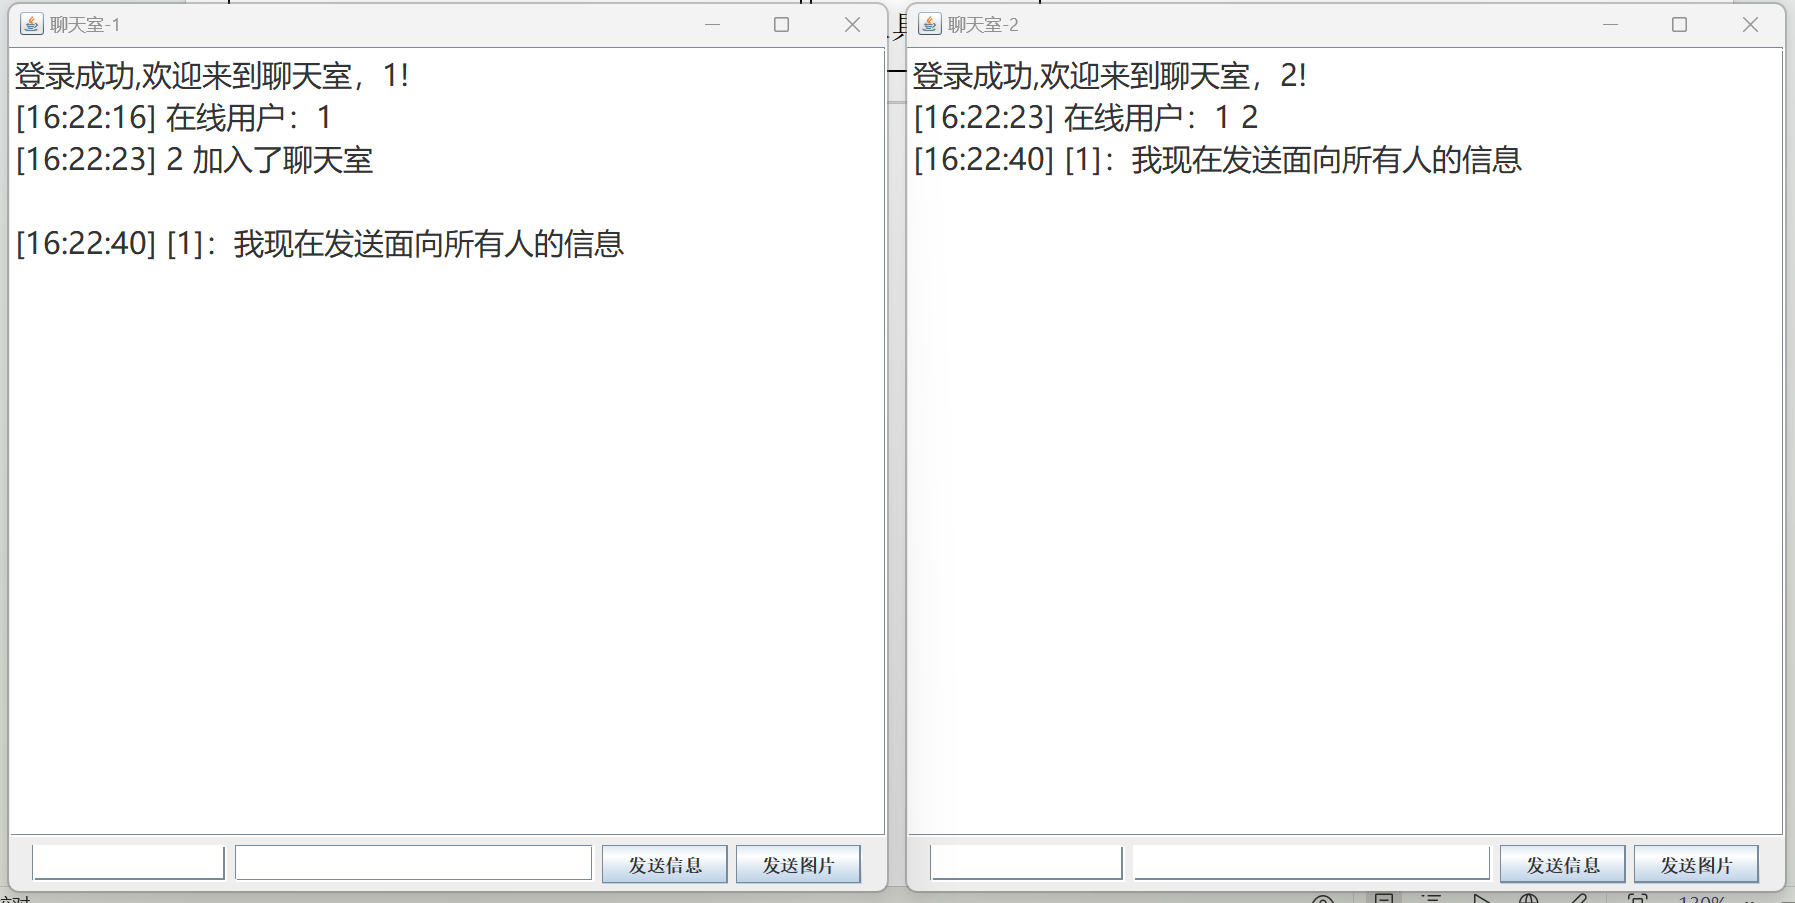 聊天室-1
登录成功,欢迎来到聊天室，1!
[16:22:16] 在线用户：1
[16:22:23] 2 加入了聊天室
[16:22:40] [1]：我现在发送面向所有人的信息
发送信息
发送图片
聊天室-2
登录成功,欢迎来到聊天室，2!
[16:22:23] 在线用户：1 2
[16:22:40] [1]：我现在发送面向所有人的信息
发送信息
发送图片